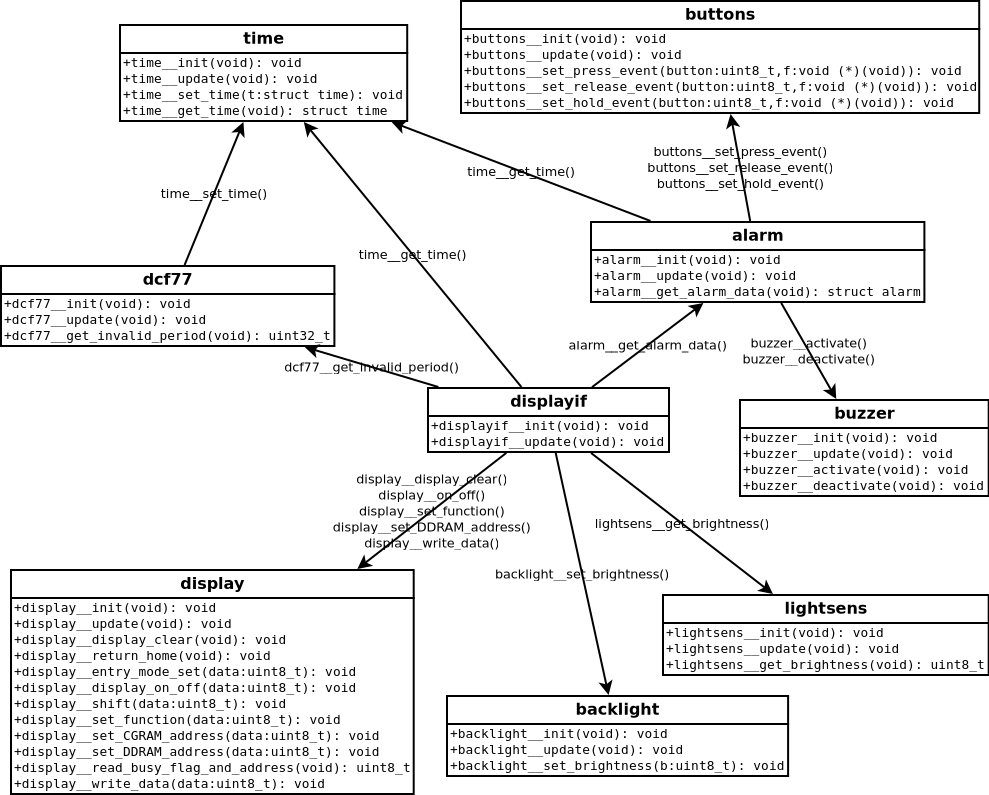 buttons
+buttons__init(void): void
+buttons__update(void): void
+buttons__set_press_event(button:uint8_t,f:void (*)(void)): void
+buttons__set_release_event(button:uint8_t,f:void (*)(void)): void
+buttons__set_hold_event(button:uint8_t,f:void (*)(void)): void
time
+time__init(void): void
+time__update(void): void
+time__set_time(t:struct time): void
+time__get_time(void): struct time
buttons__set_press_event()
buttons__set_release_event()
buttons__set_hold_event()
time__get_time()
time__set_time()
time__get_time()
alarm
+alarm__init(void): void
+alarm__update(void): void
+alarm__get_alarm_data(void): struct alarm
dcf77
+dcf77__init(void): void
+dcf77__update(void): void
+dcf77__get_invalid_period(void): uint32_t
alarm__get_alarm_data()
buzzer__activate()
buzzer__deactivate()
dcf77__get_invalid_period()
displayif
+displayif__init(void): void
+displayif__update(void): void
buzzer
+buzzer__init(void): void
+buzzer__update(void): void
+buzzer__activate(void): void
+buzzer__deactivate(void): void
display__display_clear()
display__on_off()
display__set_function()
display__set_DDRAM_address()
display__write_data()
lightsens__get_brightness()
backlight__set_brightness()
display
+display__init(void): void
+display__update(void): void
+display__display_clear(void): void
+display__return_home(void): void
+display__entry_mode_set(data:uint8_t): void
+display__display_on_off(data:uint8_t): void
+display__shift(data:uint8_t): void
+display__set_function(data:uint8_t): void
+display__set_CGRAM_address(data:uint8_t): void
+display__set_DDRAM_address(data:uint8_t): void
+display__read_busy_flag_and_address(void): uint8_t
+display__write_data(data:uint8_t): void
lightsens
+lightsens__init(void): void
+lightsens__update(void): void
+lightsens__get_brightness(void): uint8_t
backlight
+backlight__init(void): void
+backlight__update(void): void
+backlight__set_brightness(b:uint8_t): void